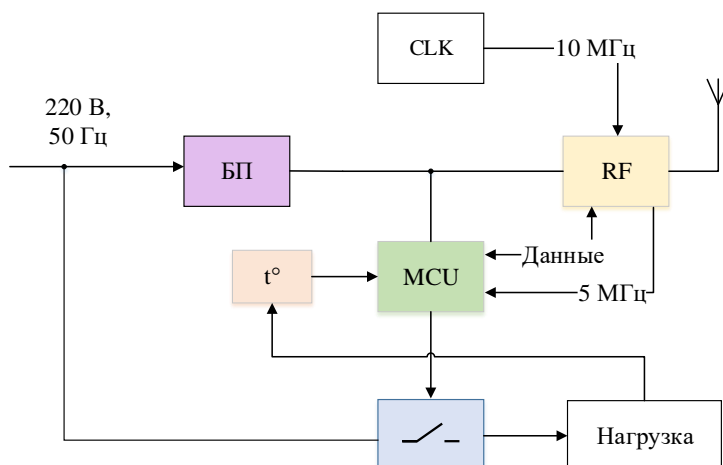 CLK
10 МГц
220 В,
50 Гц
БП
RF
Данные
t°
MCU
5 МГц
Нагрузка